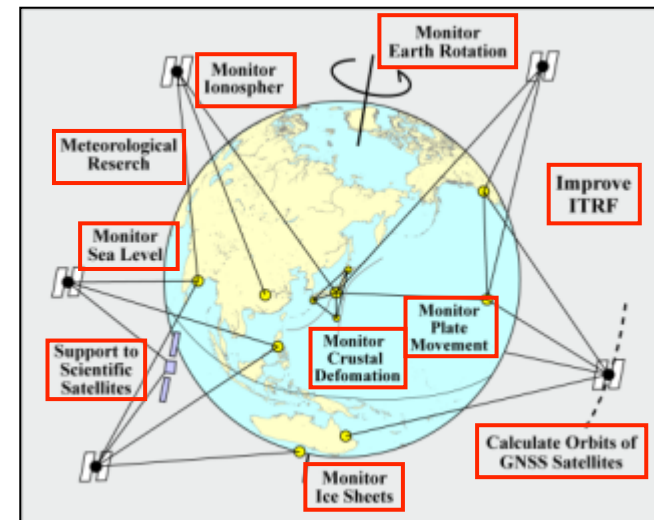 Monitor
Earth Rotation
Monitor
Ionospher
Meteorological
Reserch
Improve
ITRF
Monitor
Sea Level
Monitor
Plate
Movement
Monitor
Crustal
Defomation
Support to
Scientific
Satellites
Calculate Orbits of
GNSS Satellites
Monitor
Ice Sheets